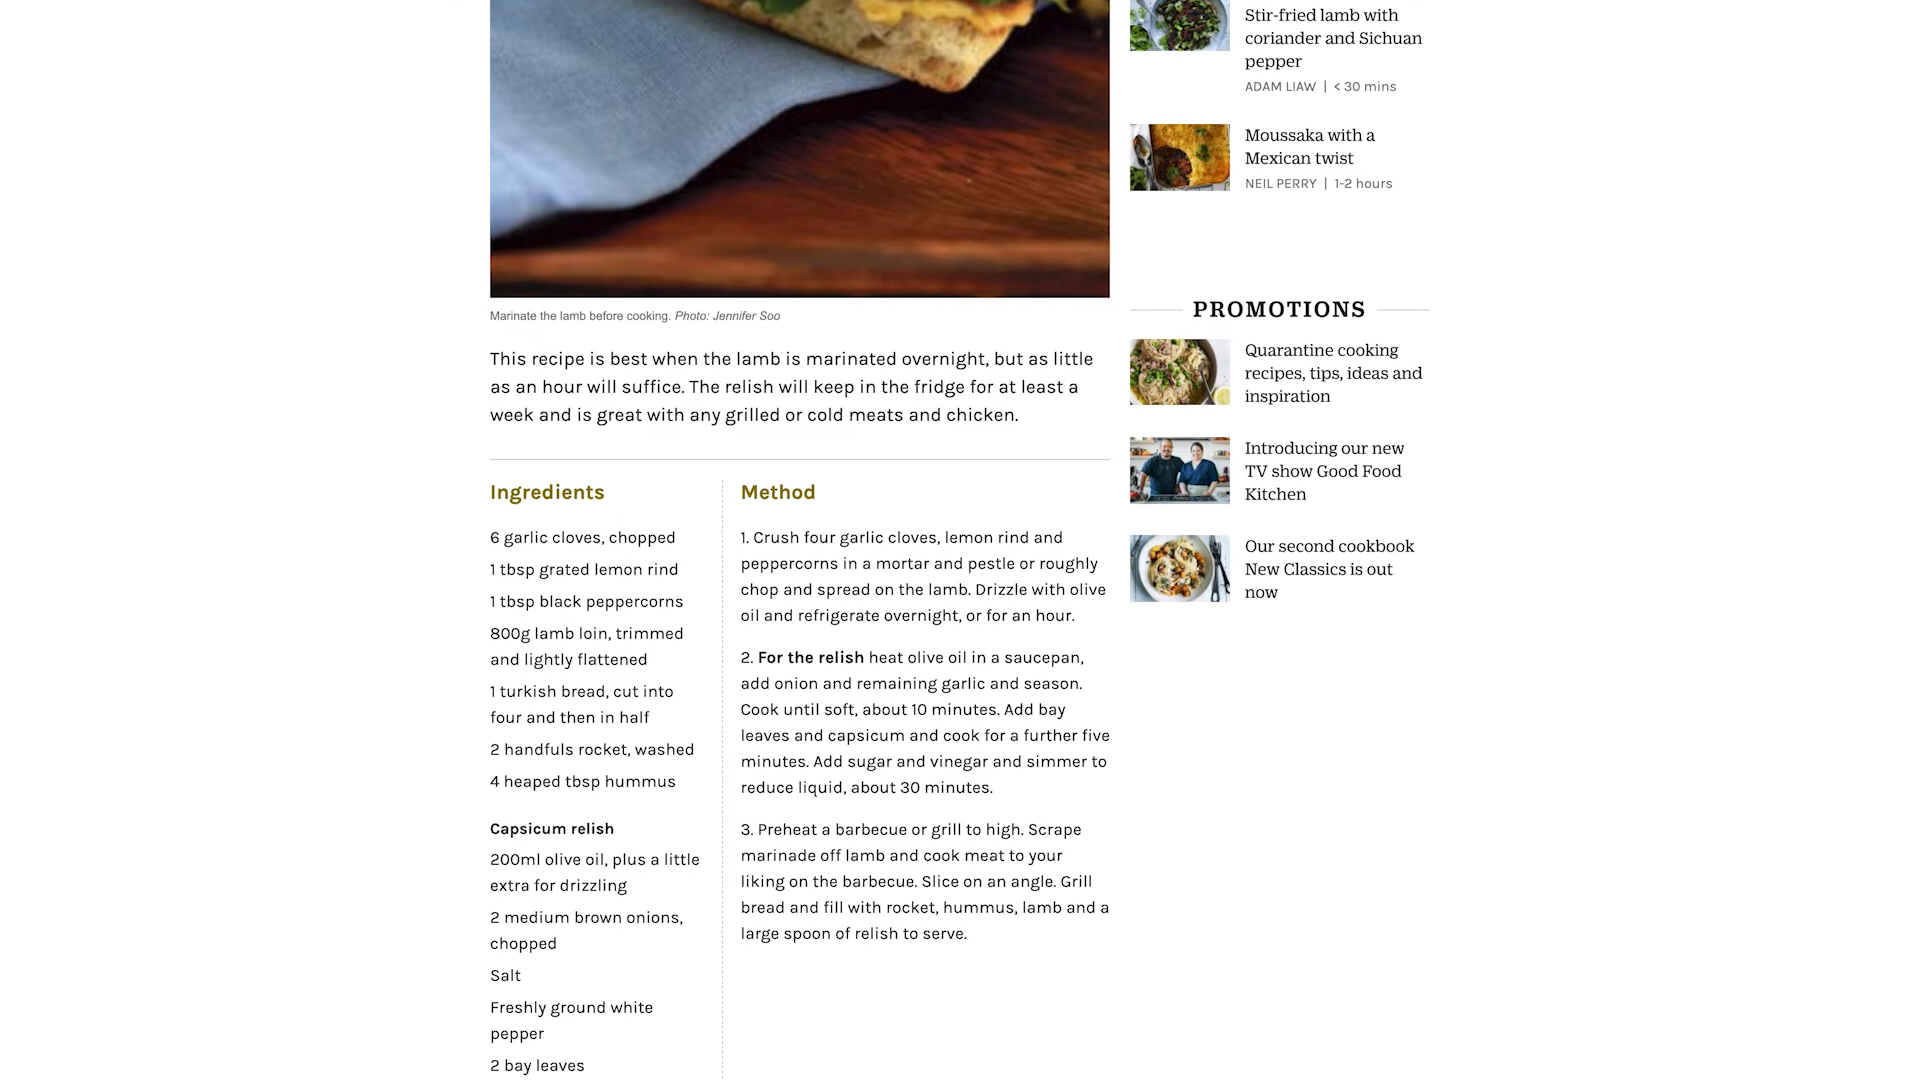 Marinate the lamb before cooking. Photo: Jennifer Soo
This recipe is best when the lamb is marinated overnight, but as little
as an hour will suffice. The relish will keep in the fridge for at least a
week and is great with any grilled or cold meats and chicken.
Ingredients
6 garlic cloves, chopped
1 tbsp grated lemon rind
1 tbsp black peppercorns
800g lamb loin, trimmed
and lightly flattened
1 turkish bread, cut into
four and then in half
2 handfuls rocket, washed
4 heaped tbsp hummus
Capsicum relish
200ml olive oil, plus a little
extra for drizzling
2 medium brown onions,
chopped
Salt
Freshly ground white
pepper
2 bay leaves
Method
1. Crush four garlic cloves, lemon rind and
peppercorns in a mortar and pestle or roughly
chop and spread on the lamb. Drizzle with olive
oil and refrigerate overnight, or for an hour.
2. For the relish heat olive oil in a saucepan,
add onion and remaining garlic and season.
Cook until soft, about 10 minutes. Add bay
leaves and capsicum and cook for a further five
minutes. Add sugar and vinegar and simmer to
reduce liquid, about 30 minutes.
3. Preheat a barbecue or grill to high. Scrape
marinade off lamb and cook meat to your
liking on the barbecue. Slice on an angle. Grill
bread and fill with rocket, hummus, lamb and a
large spoon of relish to serve.
Stir-fried lamb with
coriander and Sichuan
pepper
ADAM LIAW | < 30 mins
Moussaka with a
Mexican twist
NEIL PERRY | 1-2 hours
PROMOTIONS
Quarantine cooking
recipes, tips, ideas and
inspiration
Introducing our new
TV show Good Food
Kitchen
Our second cookbook
New Classics is out
now